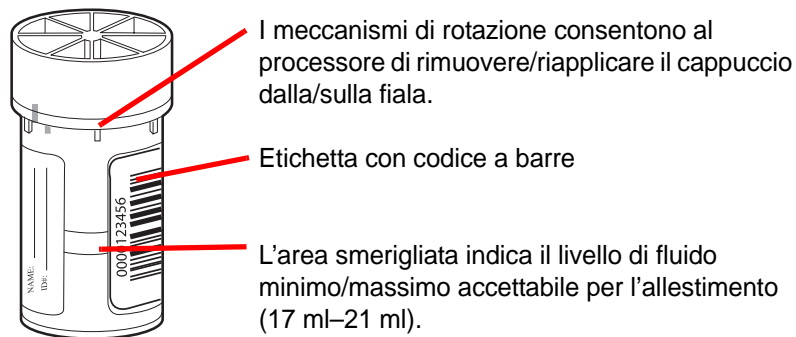 I meccanismi di rotazione consentono al
processore di rimuovere/riapplicare il cappuccio
dalla/sulla fiala.
Etichetta con codice a barre
0000123456
NAME:
ID#:
L'area smerigliata indica il livello di fluido
minimo/massimo accettabile per l'allestimento
(17 ml–21 ml).